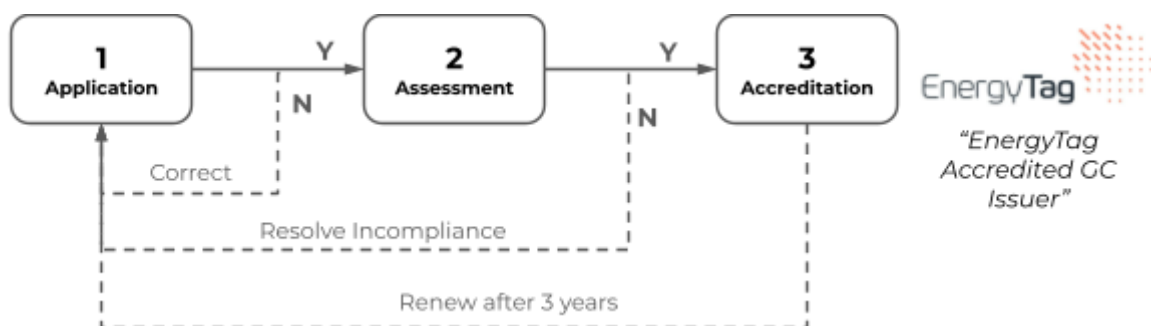 1
Application
Y
N
2
Assessment
Y
N
3
Accreditation
EnergyTag
“EnergyTag
Accredited GC
Issuer”
Correct
Resolve Incompliance
Renew after 3 years